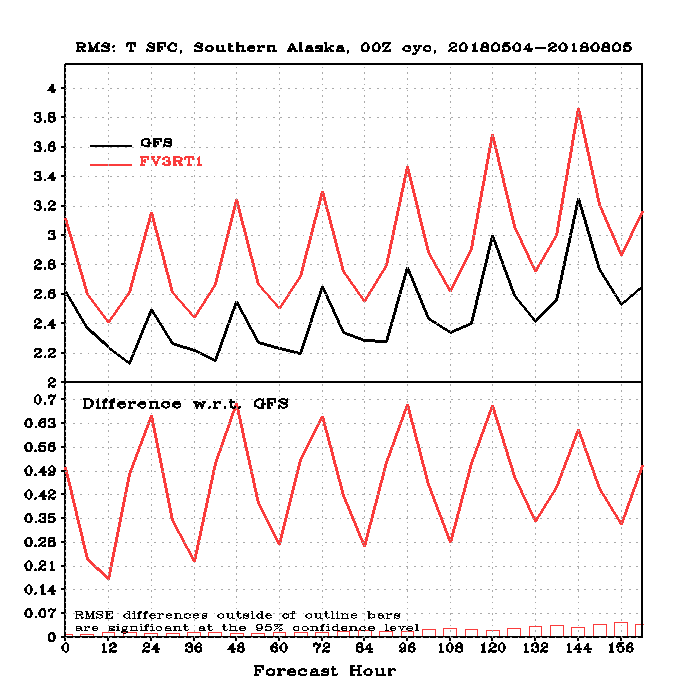 RMS: T SFC, Southern Alaska, 00Z cyc, 20180504-20180805
4
3.8
3.6
3.4
3.2
3
2.8
2.6
2.4
2.2
2
GFS
FV3RT1
Difference w.r.t. GFS
0.7
0.63
0.56
0.49
0.42
0.35
0.28
0.21
0.14
0.07
0
RMSE differences outside of outline bars
are significant at the 95% confidence level
0 12 24 36 48 60 72 84 96 108 120 132 144 156
Forecast Hour